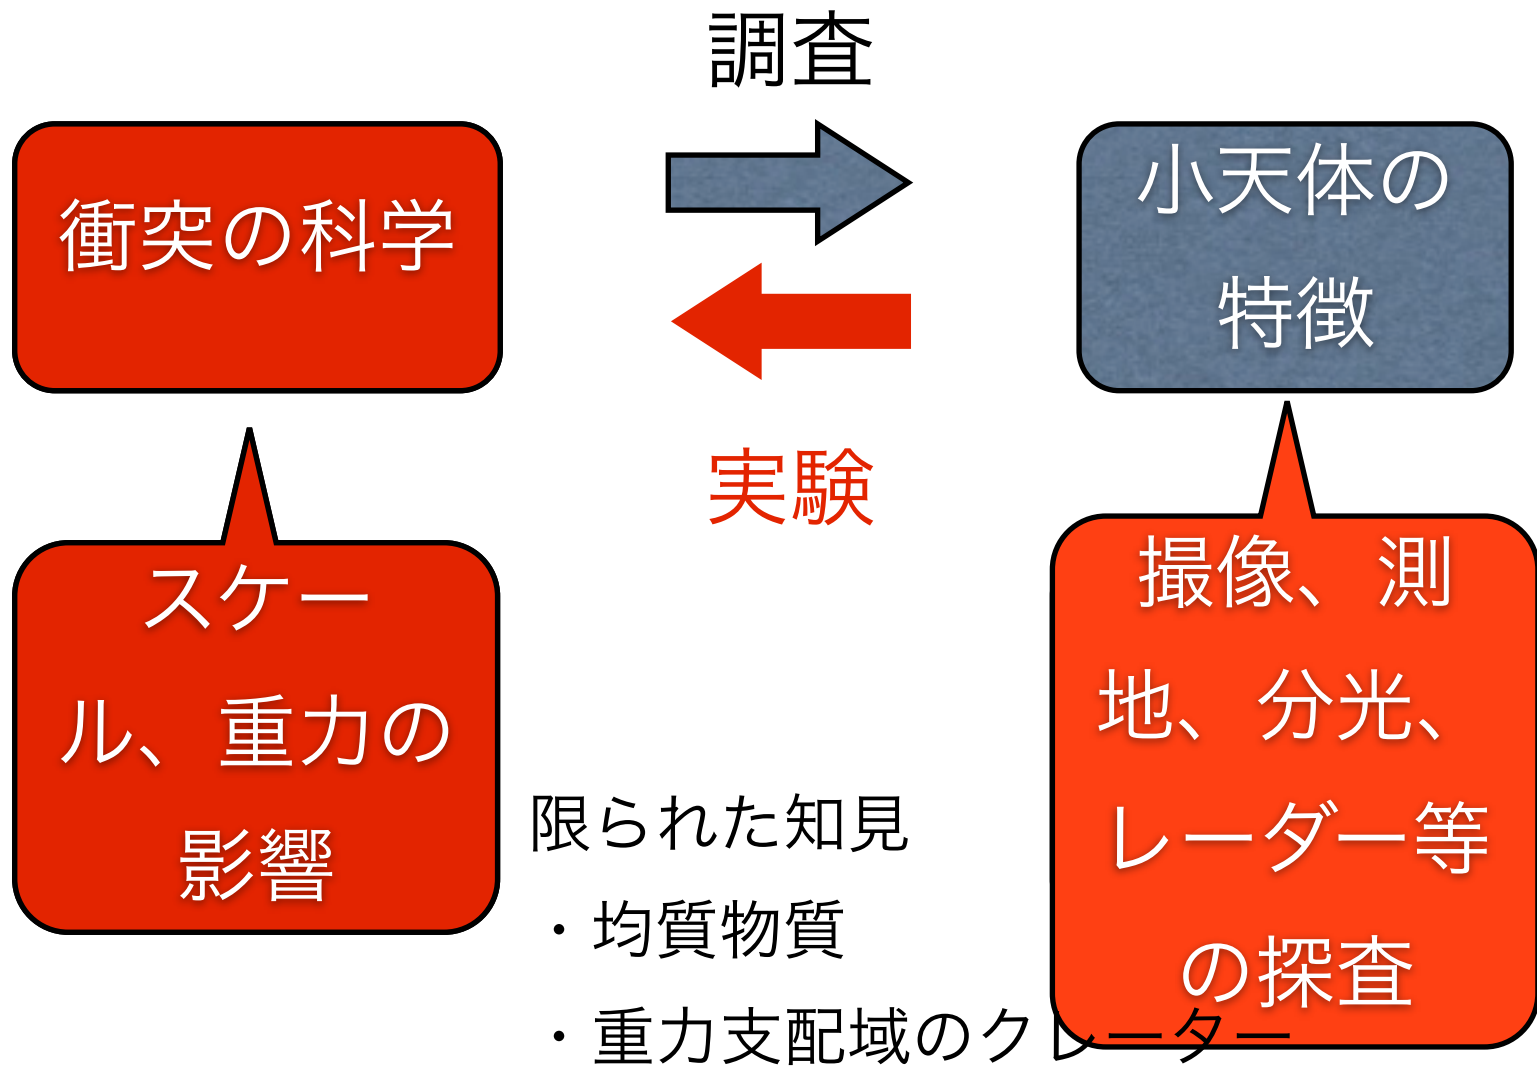 調査
衝突の科学
小天体の
特徴
実験
スケー
ル、重力の
影響
撮像、測
地、分光、
レーダー等
の探査
限られた知見
・均質物質
・重力支配域のクレーター